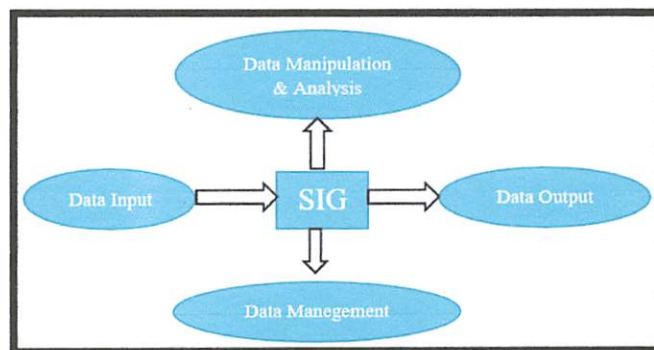 Data Manipulation
& Analysis
Data Input
SIG
Data Output
Data Manegement